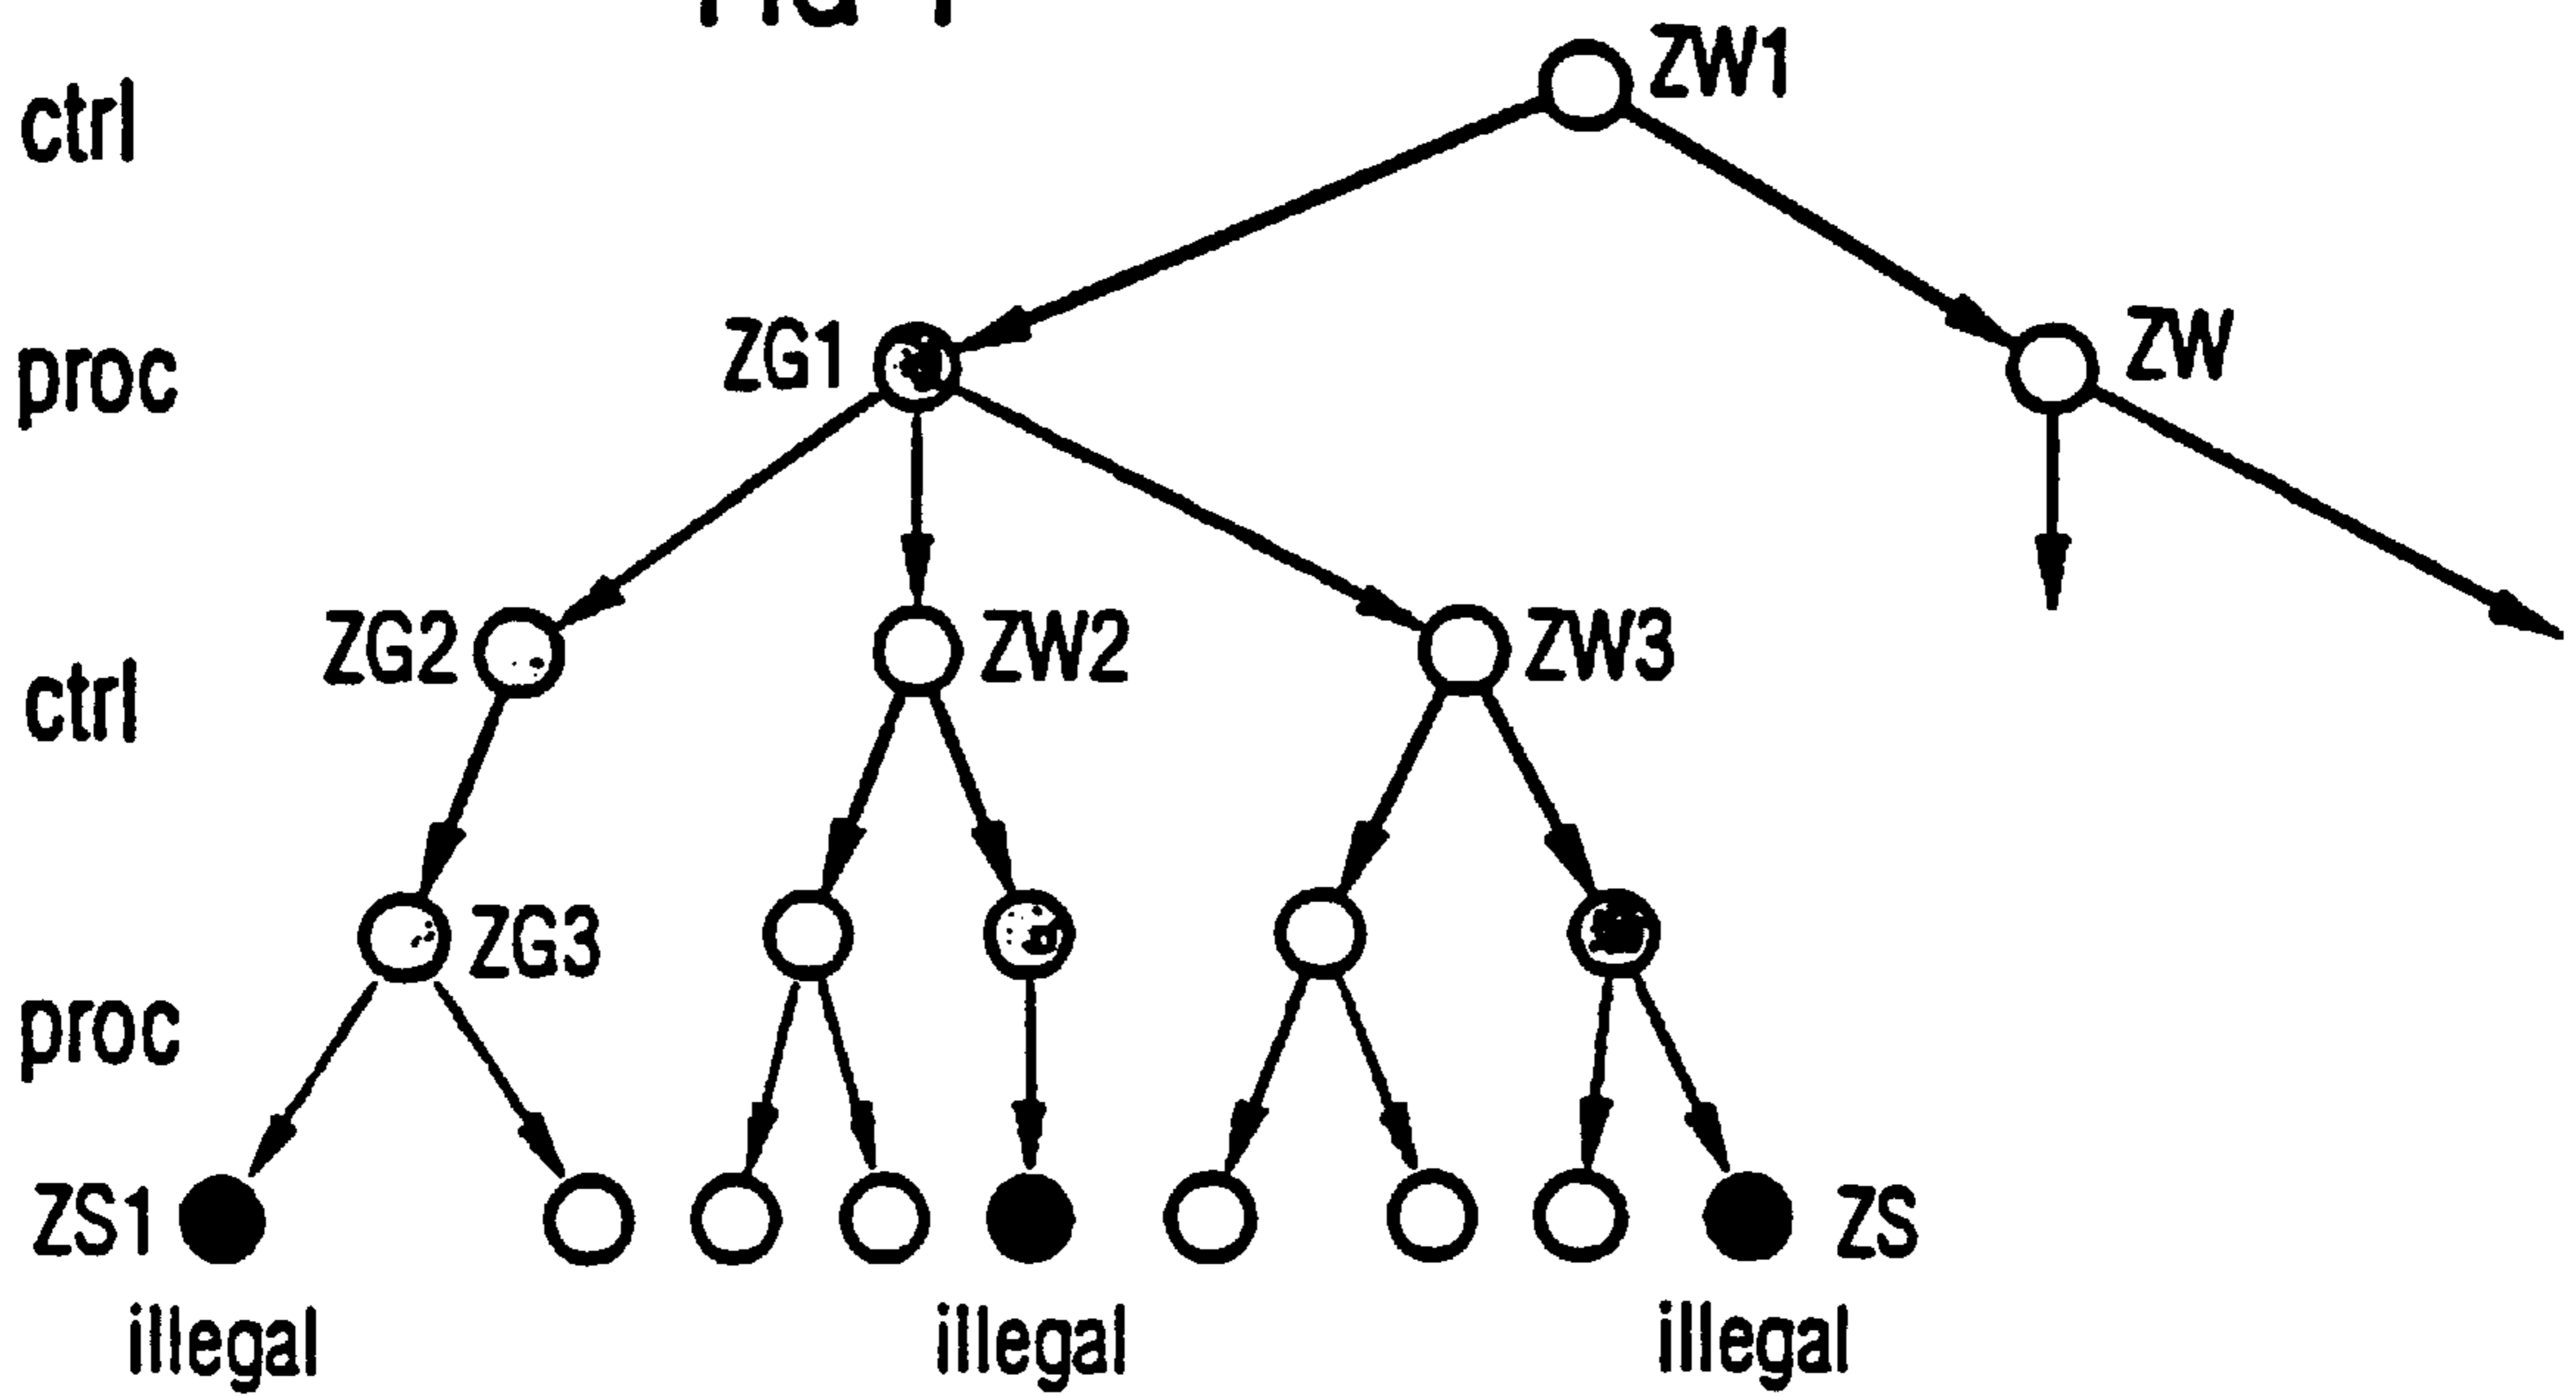 ctrl
ZW1
proc
ZG1
ZW
ctrl
ZG2
ZW2
ZW3
ZG3
proc
ZS1
ZS
illegal
illegal
illegal